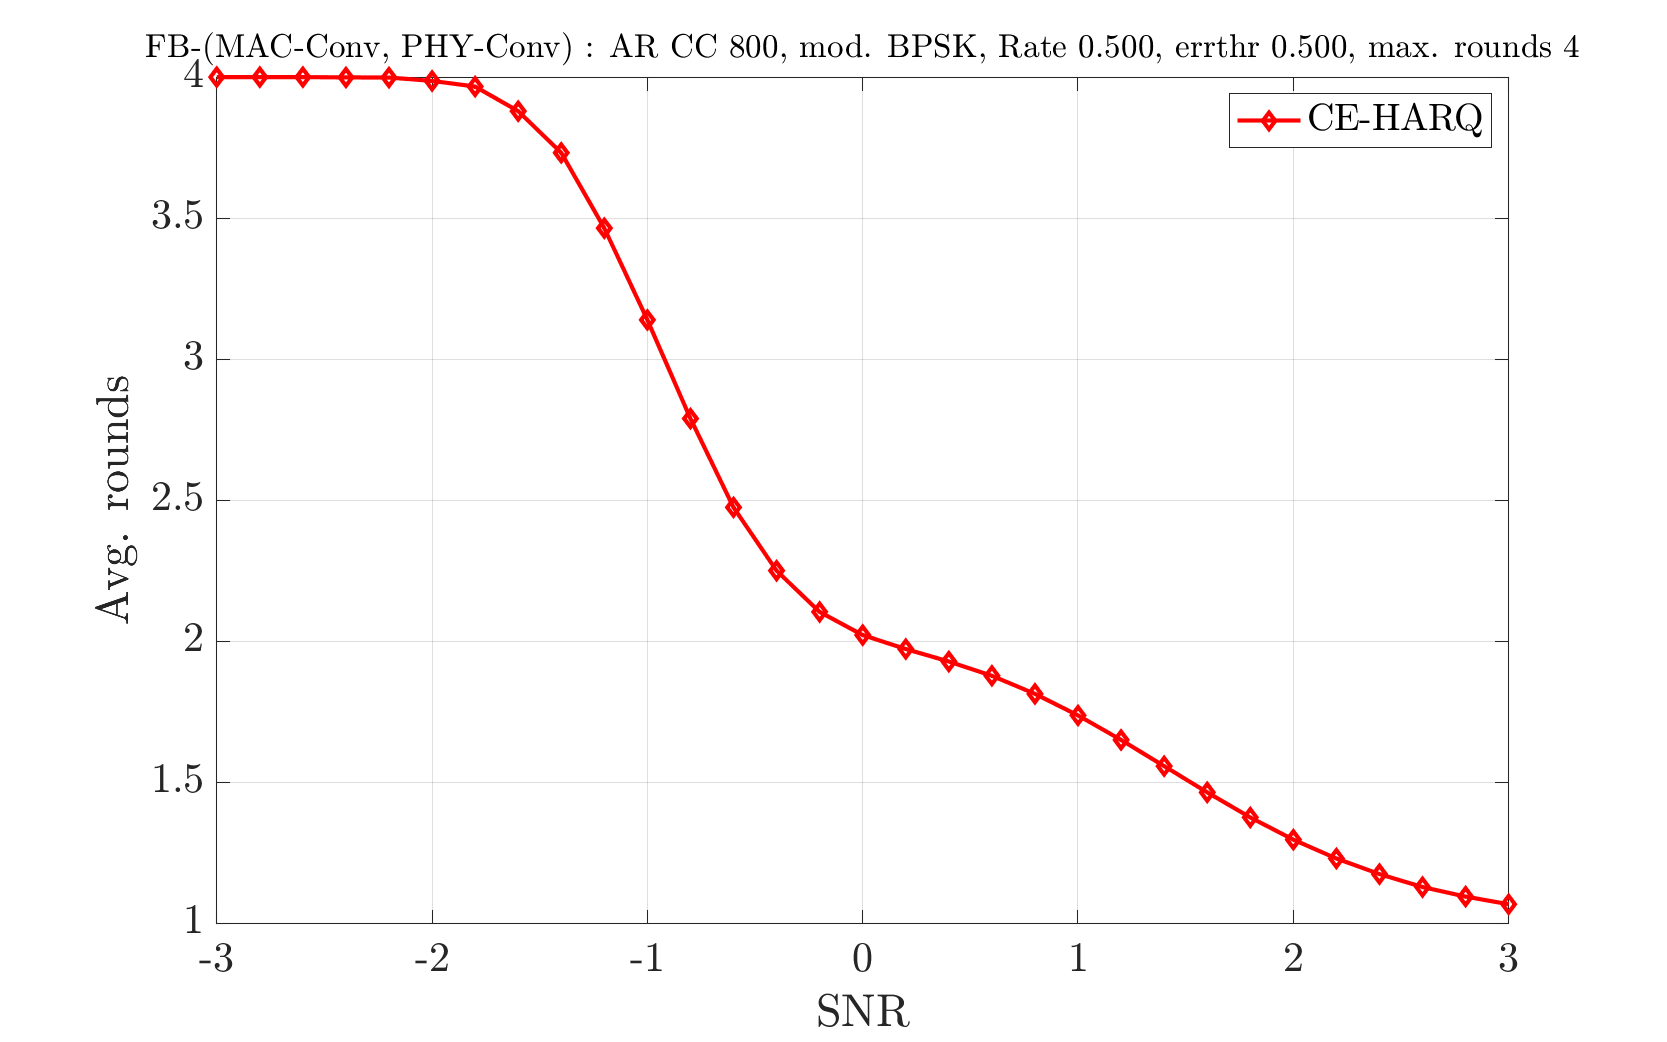 FB-(MAC-Conv, PHY-Conv) : AR CC 800, mod. BPSK, Rate 0.500, errthr 0.500, max. rounds 4
CE-HARQ
Avg. rounds
4
3.5
3
2.5
2
1.5
1
-3 -2 -1 0 1 2 3
SNR